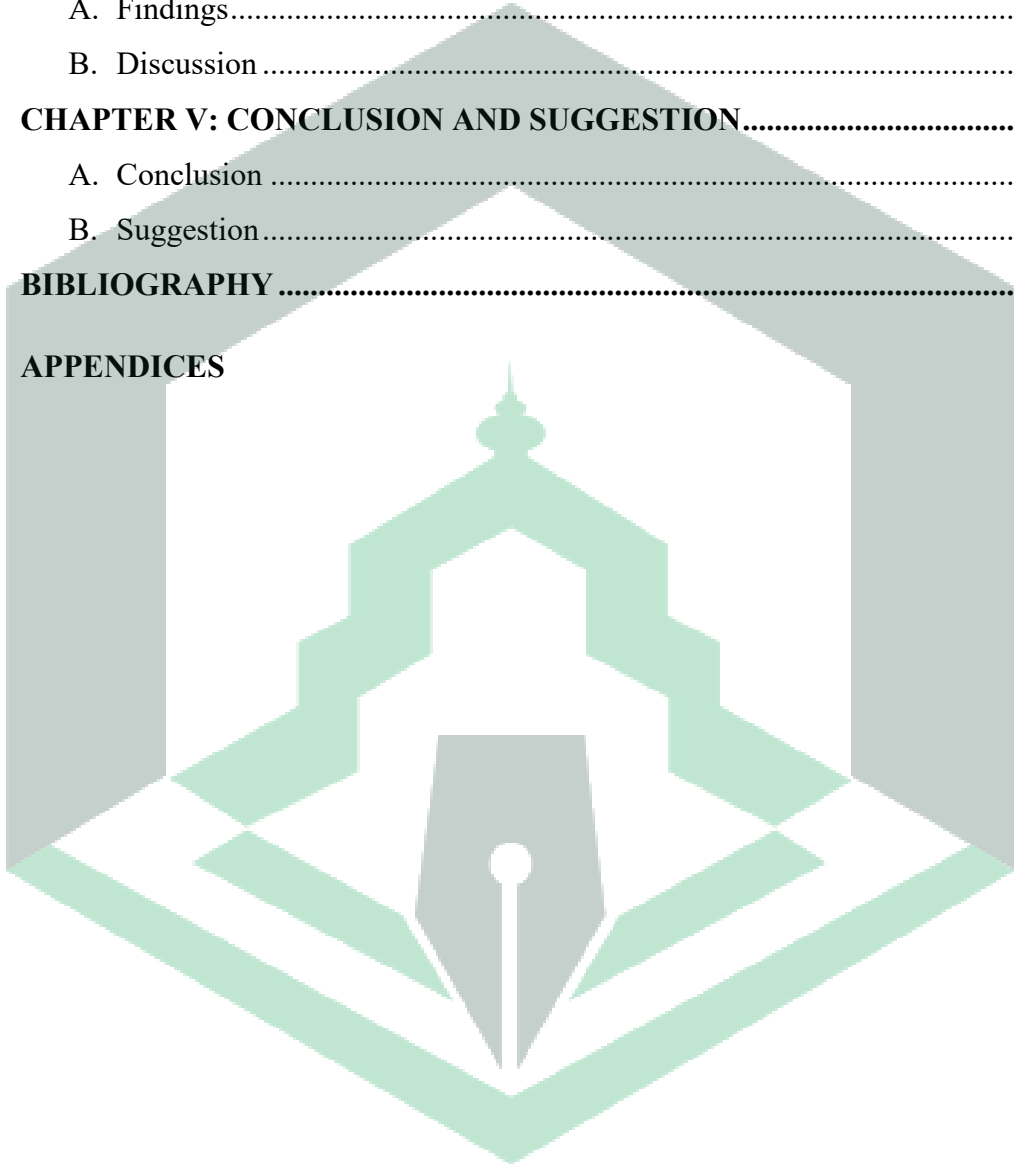 A. Findings...............................................................................................
B. Discussion...........................................................................................
CHAPTER V: CONCLUSION AND SUGGESTION..................................
A. Conclusion..........................................................................................
B. Suggestion...........................................................................................
BIBLIOGRAPHY...........................................................................................
APPENDICES